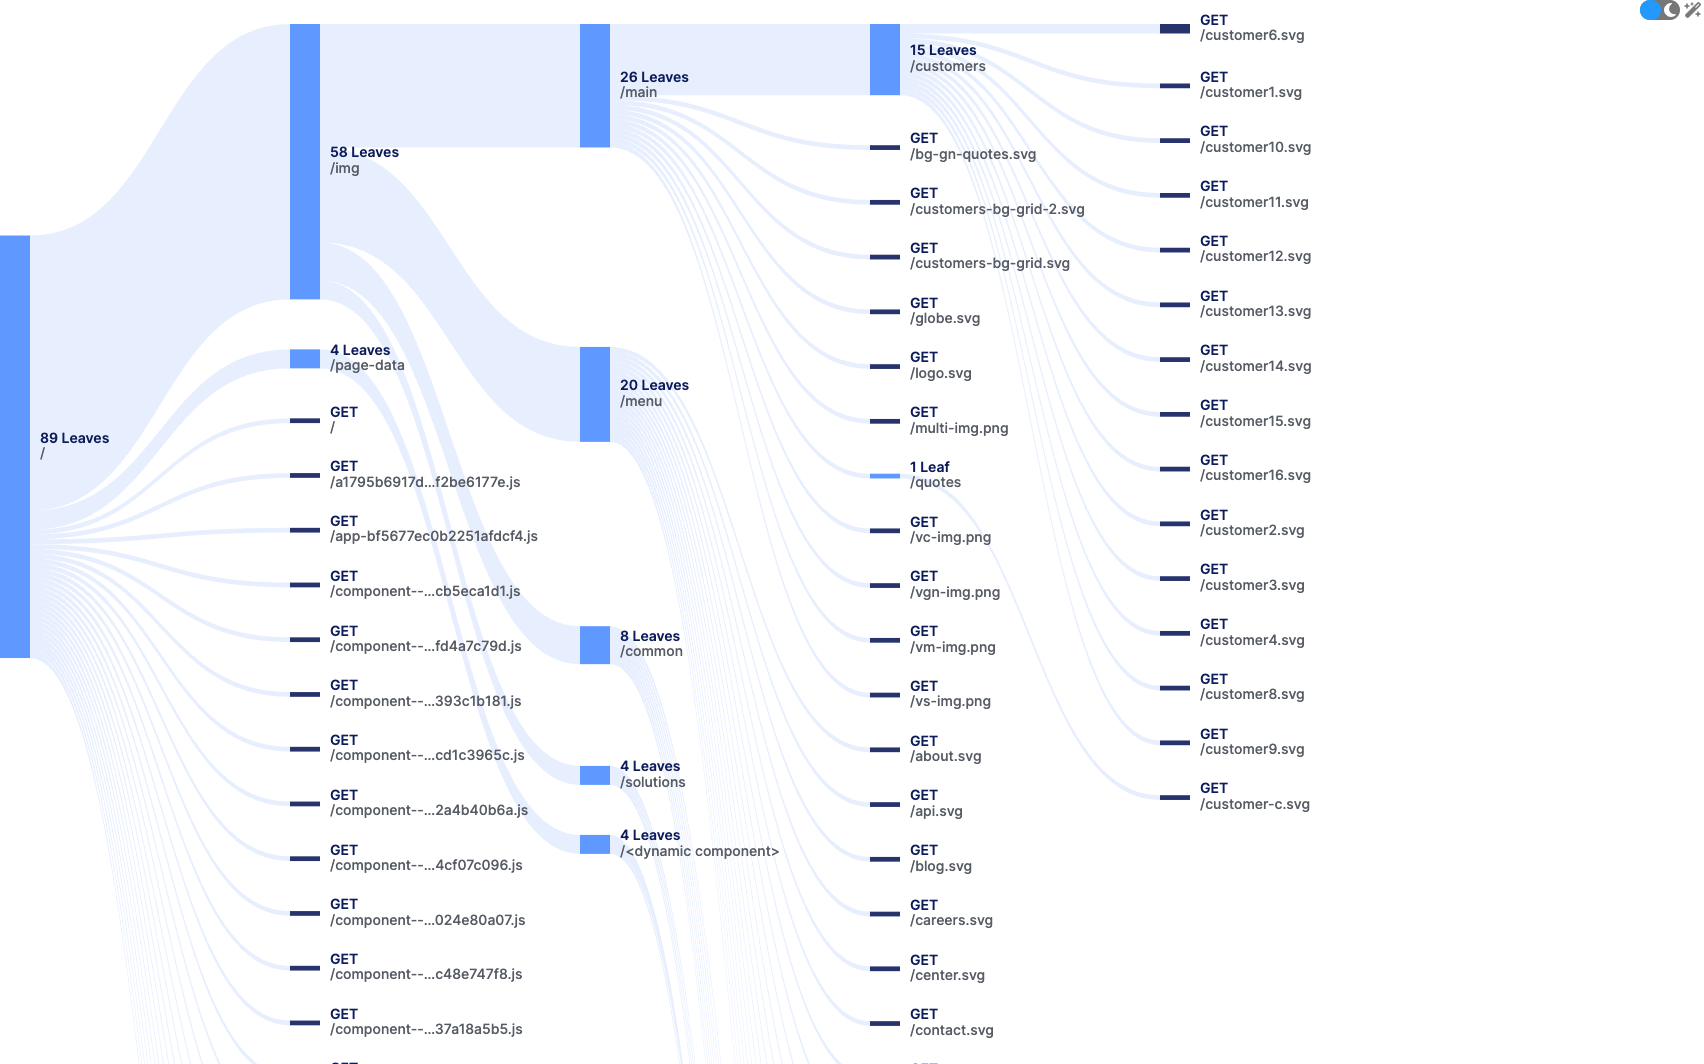 89 Leaves
/
58 Leaves
/img
4 Leaves
/page-data
GET
/
GET
/a1795b6917d...f2be6177e.js
GET
/app-bf5677ec0b2251afdcf4.js
GET
/component--...cb5eca1d1.js
GET
/component--...fd4a7c79d.js
GET
/component--...393c1b181.js
GET
/component--...cd1c3965c.js
GET
/component--...2a4b40b6a.js
GET
/component--...4cf07c096.js
GET
/component--...024e80a07.js
GET
/component--...c48e747f8.js
GET
/component--...37a18a5b5.js
26 Leaves
/main
20 Leaves
/menu
8 Leaves
/common
4 Leaves
/solutions
4 Leaves
/<dynamic component>
15 Leaves
/customers
GET
/bg-gn-quotes.svg
GET
/customers-bg-grid-2.svg
GET
/customers-bg-grid.svg
GET
/globe.svg
GET
/logo.svg
GET
/multi-img.png
1 Leaf
/quotes
GET
/vc-img.png
GET
/vgn-img.png
GET
/vm-img.png
GET
/vs-img.png
GET
/about.svg
GET
/api.svg
GET
/blog.svg
GET
/careers.svg
GET
/center.svg
GET
/contact.svg
GET
/customer6.svg
GET
/customer1.svg
GET
/customer10.svg
GET
/customer11.svg
GET
/customer12.svg
GET
/customer13.svg
GET
/customer14.svg
GET
/customer15.svg
GET
/customer16.svg
GET
/customer2.svg
GET
/customer3.svg
GET
/customer4.svg
GET
/customer8.svg
GET
/customer9.svg
GET
/customer-c.svg